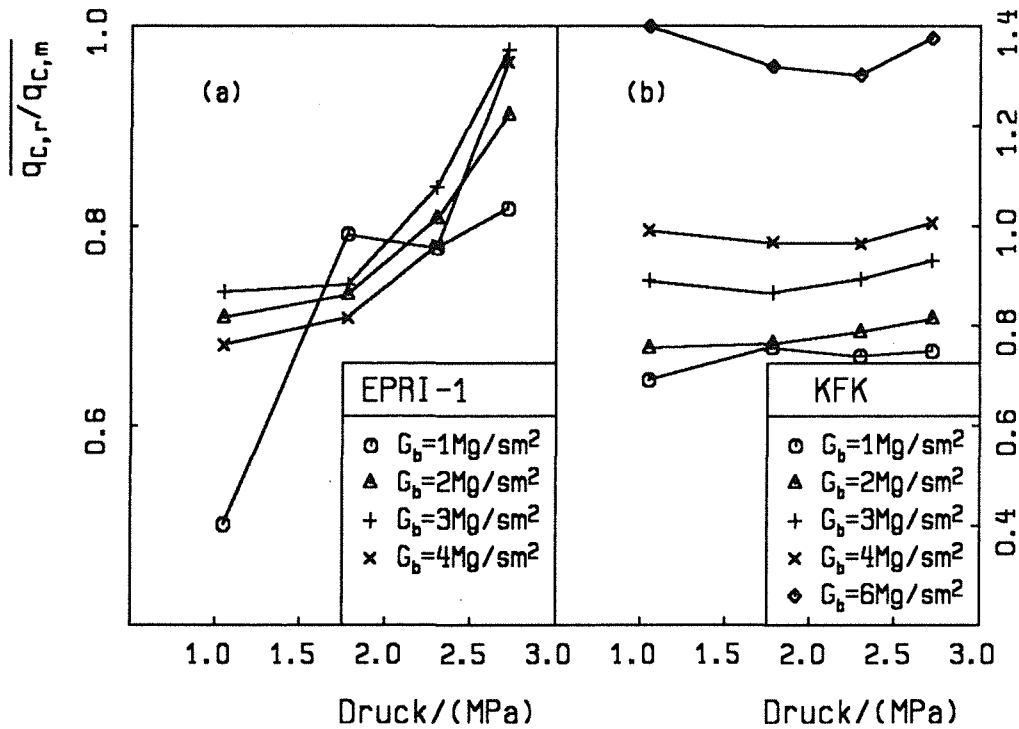 q̅c,r/qc,m
1.0
0.8
0.6
(a)
EPRI-1
G_b=1Mg/sm²
G_b=2Mg/sm²
G_b=3Mg/sm²
G_b=4Mg/sm²
1.0 1.5 2.0 2.5 3.0
Druck/(MPa)
(b)
KFK
G_b=1Mg/sm²
G_b=2Mg/sm²
G_b=3Mg/sm²
G_b=4Mg/sm²
G_b=6Mg/sm²
1.4
1.2
1.0
0.8
0.6
0.4
1.0 1.5 2.0 2.5 3.0
Druck/(MPa)